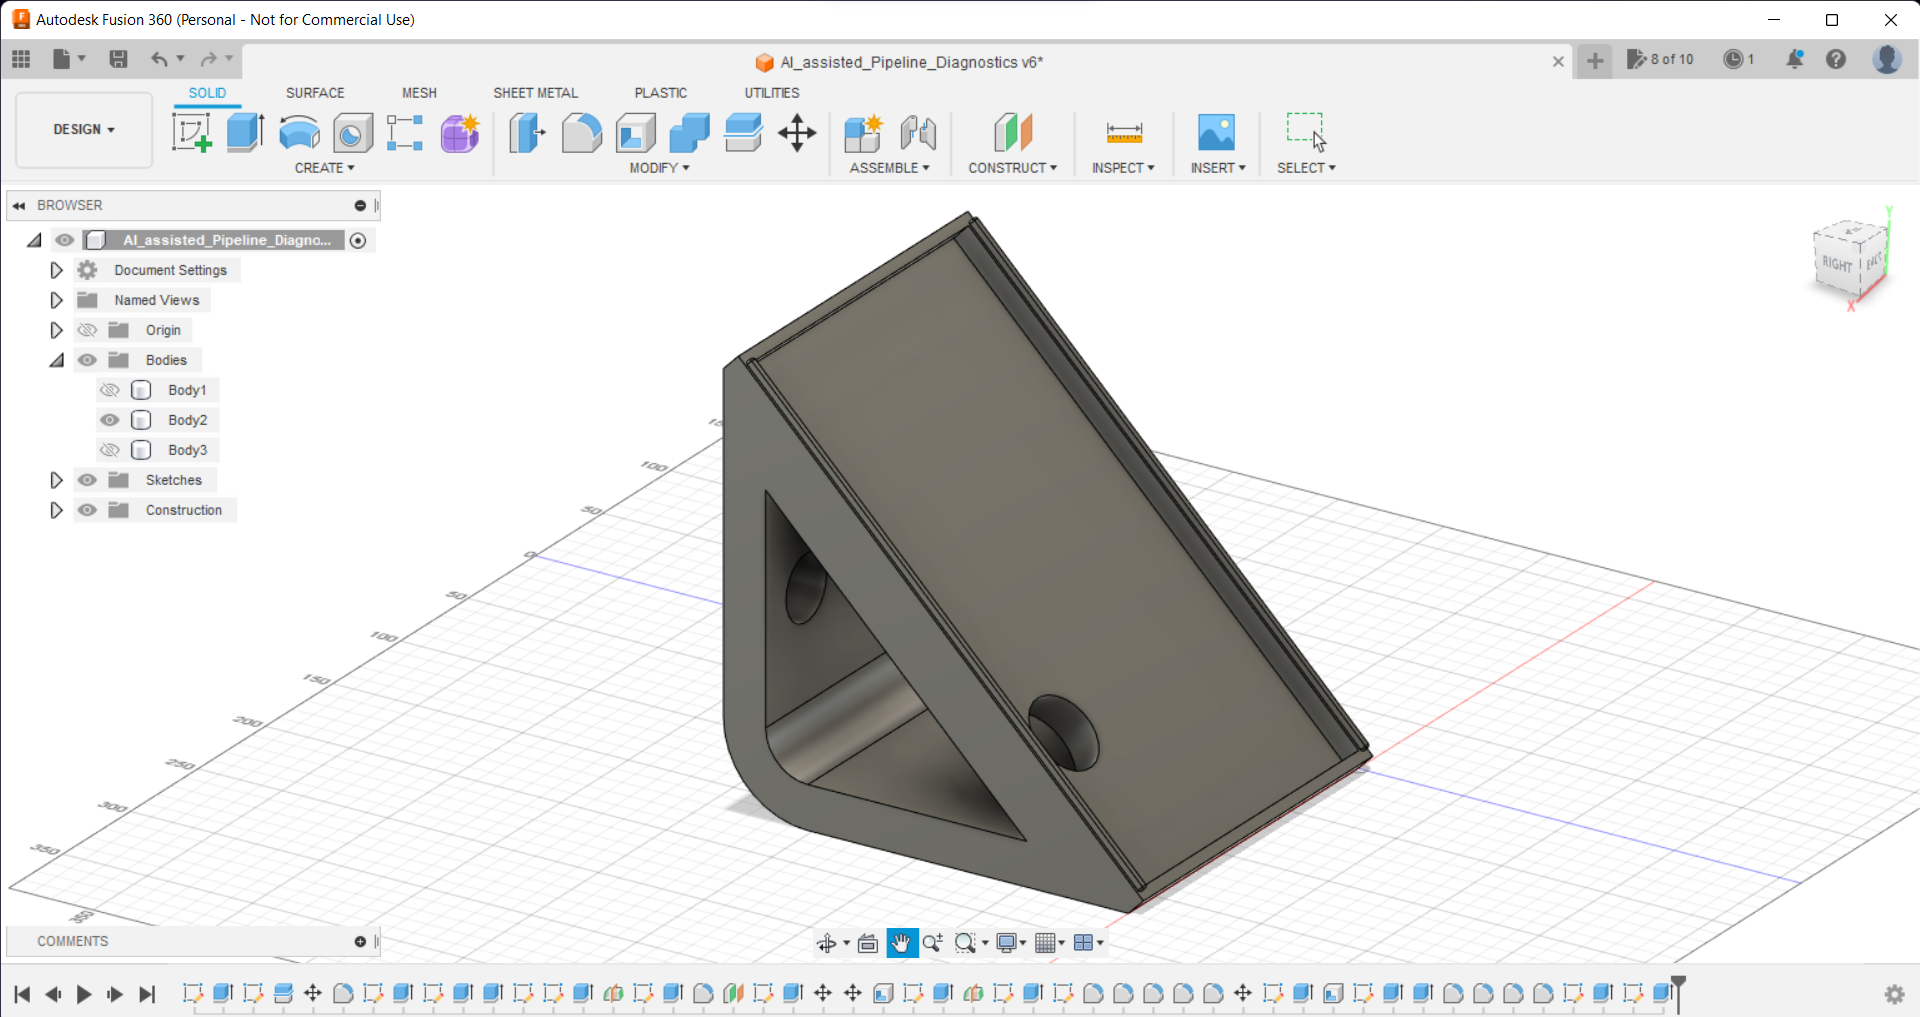 Autodesk Fusion 360 (Personal - Not for Commercial Use)
AI_assisted_Pipeline_Diagnostics v6*
8 of 10
1
DESIGN
SOLID
SURFACE
MESH
SHEET METAL
PLASTIC
UTILITIES
CREATE
MODIFY
ASSEMBLE
CONSTRUCT
INSPECT
INSERT
SELECT
BROWSER
AI_assisted_Pipeline_Diagno...
Document Settings
Named Views
Origin
Bodies
Body1
Body2
Body3
Sketches
Construction
Y
RIGHT
X
100
50
0
50
100
150
200
250
300
350
COMMENTS